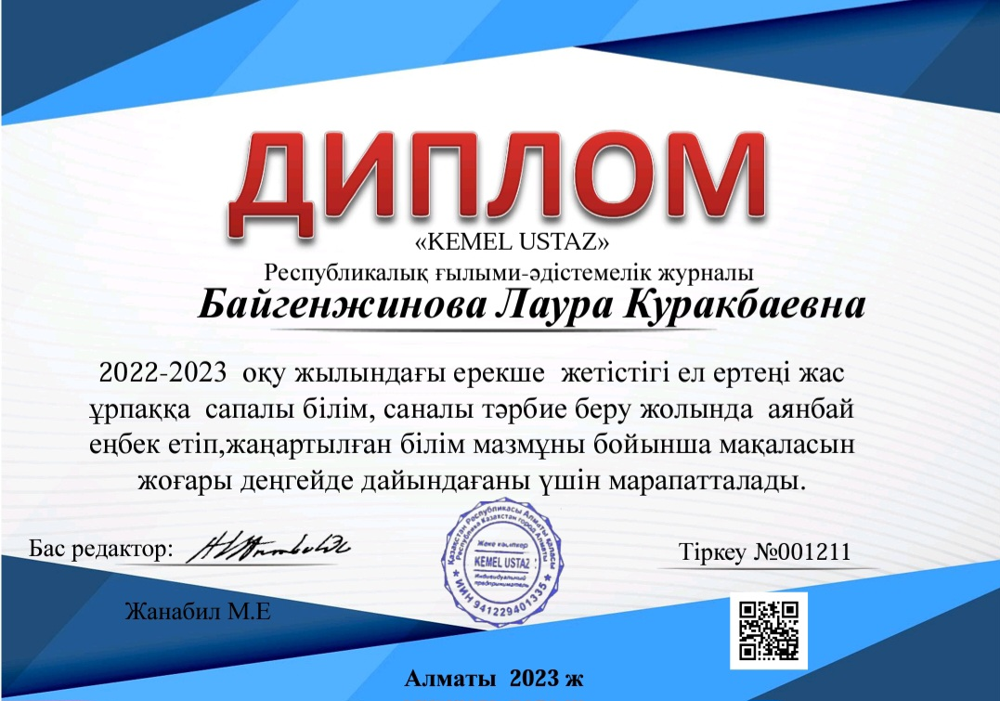 ДИПЛОМ
«KEMEL USTAZ»
Республикалық ғылыми-әдістемелік журналы
Байгенжинова Лаура Куракбаевна
2022-2023 оқу жылындағы ерекше жетістігі ел ертеңі жас
ұрпаққа сапалы білім, саналы тәрбие беру жолында аянбай
еңбек етіп,жаңартылған білім мазмұны бойынша мақаласын
жоғары деңгейде дайындағаны үшін марапатталады.
Қазақстан Республикасы Алматы қаласы
Республика Казахстан город Алматы
Жеке кәсіпкер
KEMEL USTAZ
Индивидуальный
предприниматель
ИИН 941229401335
Бас редактор:
Тіркеу №001211
Жанабил М.Е
Алматы 2023 ж